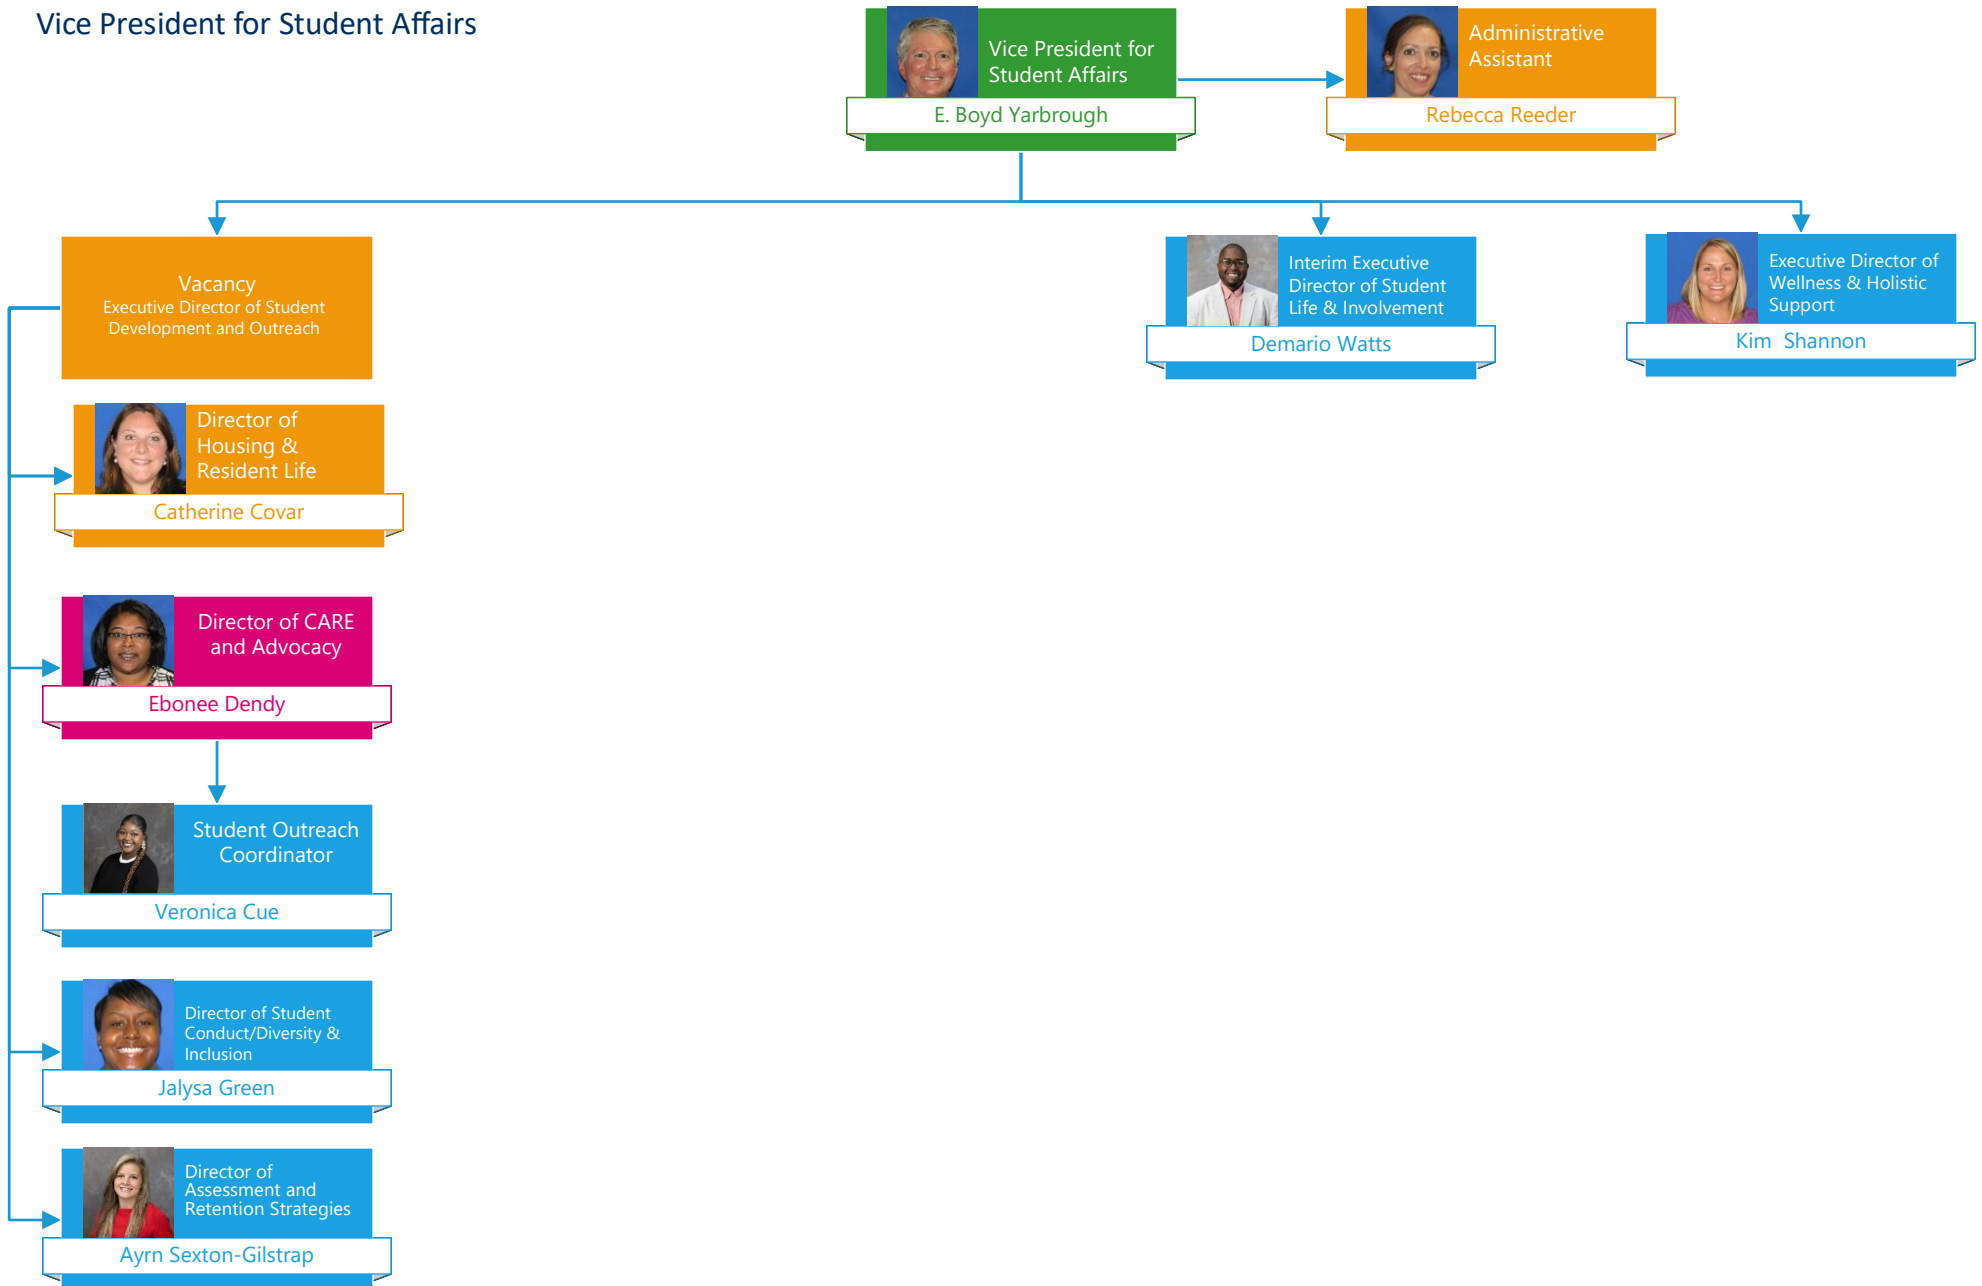 Vice President for Student Affairs
Vice President for
Student Affairs
E. Boyd Yarbrough
Administrative
Assistant
Rebecca Reeder
Vacancy
Executive Director of Student
Development and Outreach
Interim Executive
Director of Student
Life & Involvement
Demario Watts
Executive Director of
Wellness & Holistic
Support
Kim  Shannon
Director of
Housing &
Resident Life
Catherine Covar
Director of CARE
and Advocacy
Ebonee Dendy
Student Outreach
Coordinator
Veronica Cue
Director of Student
Conduct/Diversity &
Inclusion
Jalysa Green
Director of
Assessment and
Retention Strategies
Ayrn Sexton-Gilstrap